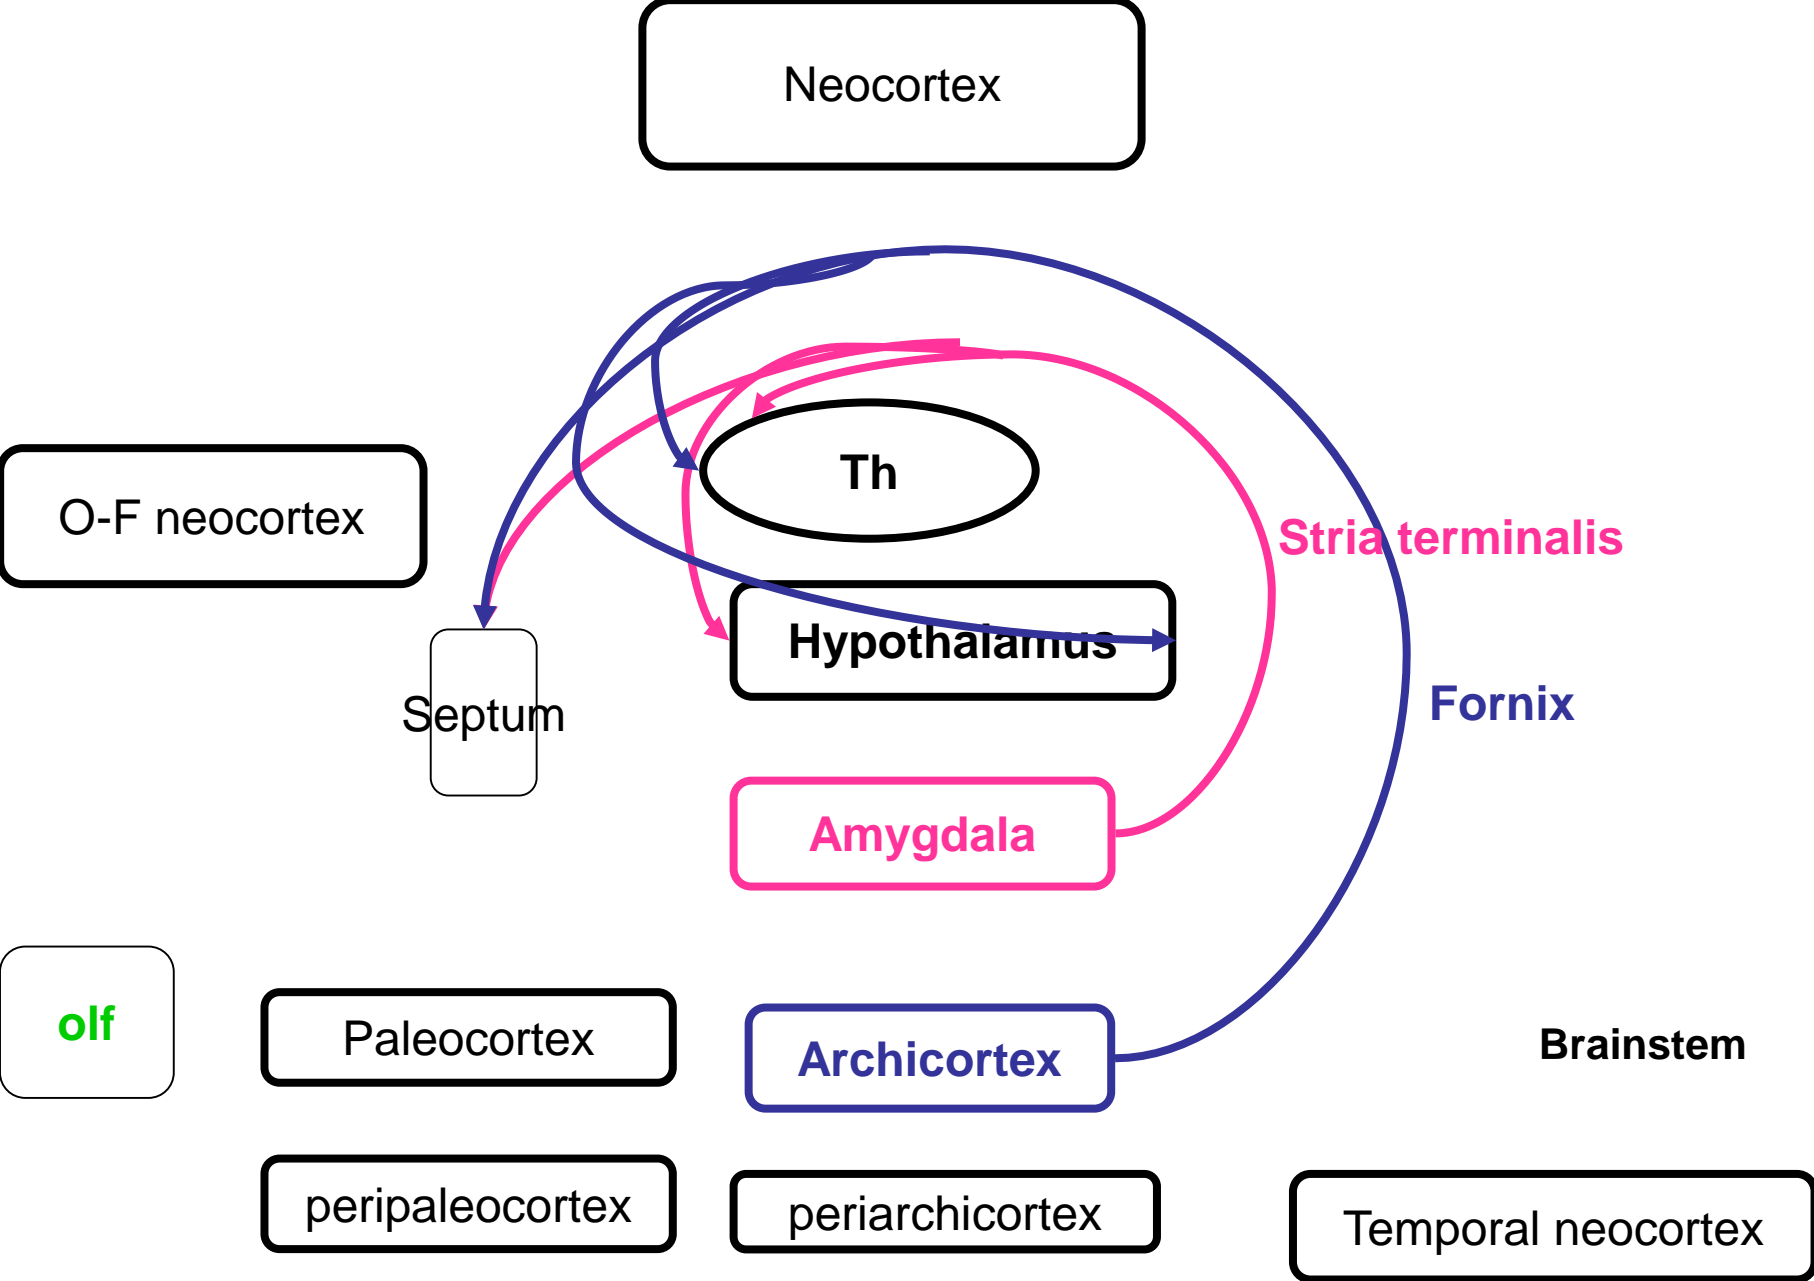 Neocortex
Th
O-F neocortex
Stria terminalis
Hypothalamus
Septum
Fornix
Amygdala
olf
Paleocortex
Archicortex
Brainstem
peripaleocortex
periarchicortex
Temporal neocortex